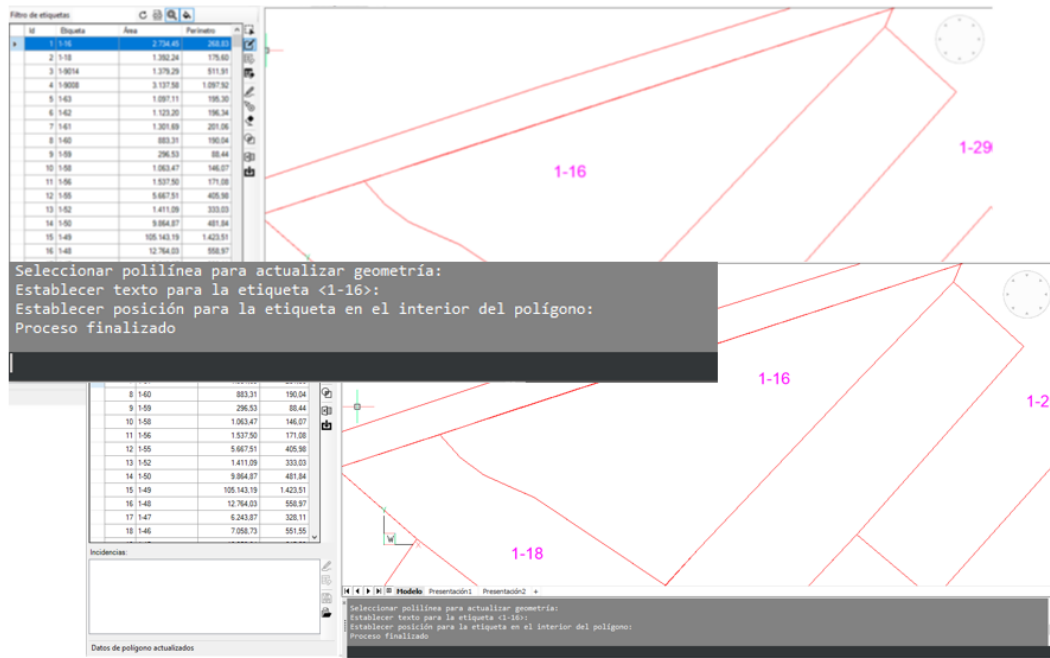 Filtro de etiquetas
Id Etiqueta Área Perímetro
1 1-16 2.734,45 268,83
2 1-18 1.392,24 175,60
3 1-9014 1.379,29 511,91
4 1-9008 3.137,58 1.097,92
5 1-63 1.097,11 195,30
6 1-62 1.123,20 196,34
7 1-61 1.301,69 201,06
8 1-60 883,31 190,04
9 1-59 296,53 88,44
10 1-58 1.063,47 146,07
11 1-56 1.537,50 171,08
12 1-55 5.667,51 405,98
13 1-52 1.411,09 333,03
14 1-50 9.864,87 481,84
15 1-49 105.143,19 1.423,51
16 1-48 12.764,03 558,97
1-16
1-29
Seleccionar polilínea para actualizar geometría:
Establecer texto para la etiqueta <1-16>:
Establecer posición para la etiqueta en el interior del polígono:
Proceso finalizado
8 1-60 883,31 190,04
9 1-59 296,53 88,44
10 1-58 1.063,47 146,07
11 1-56 1.537,50 171,08
12 1-55 5.667,51 405,98
13 1-52 1.411,09 333,03
14 1-50 9.864,87 481,84
15 1-49 105.143,19 1.423,51
16 1-48 12.764,03 558,97
17 1-47 6.243,87 328,11
18 1-46 7.058,73 551,55
1-16
1-2
1-18
W
Incidencias:
Modelo Presentación1 Presentación2 +
Seleccionar polilínea para actualizar geometría:
Establecer texto para la etiqueta <1-16>:
Establecer posición para la etiqueta en el interior del polígono:
Proceso finalizado
Datos de polígono actualizados